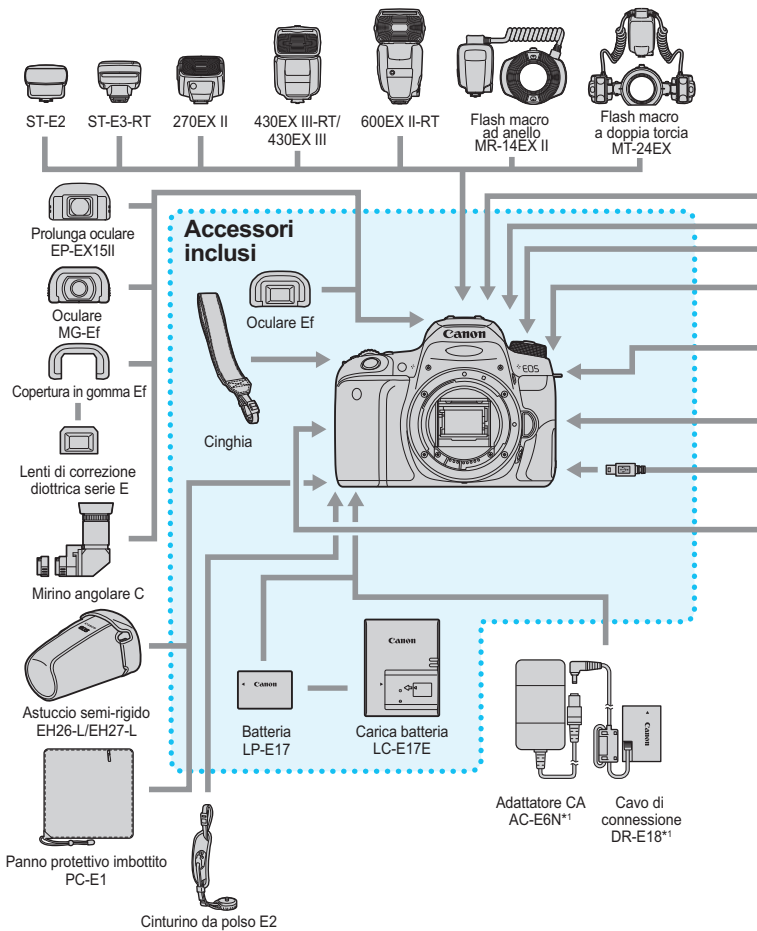 ST-E2
ST-E3-RT
270EX II
430EX III-RT/
430EX III
600EX II-RT
Flash macro
ad anello
MR-14EX II
Flash macro
a doppia torcia
MT-24EX
Prolunga oculare
EP-EX15II
Accessori
inclusi
Oculare Ef
Oculare
MG-Ef
Canon
EOS
Copertura in gomma Ef
Cinghia
Lenti di correzione
diottrica serie E
Mirino angolare C
Canon
Canon
Canon
Astuccio semi-rigido
EH26-L/EH27-L
Batteria
LP-E17
Carica batteria
LC-E17E
Adattatore CA
AC-E6N*1
Cavo di
connessione
DR-E18*1
Panno protettivo imbottito
PC-E1
Cinturino da polso E2